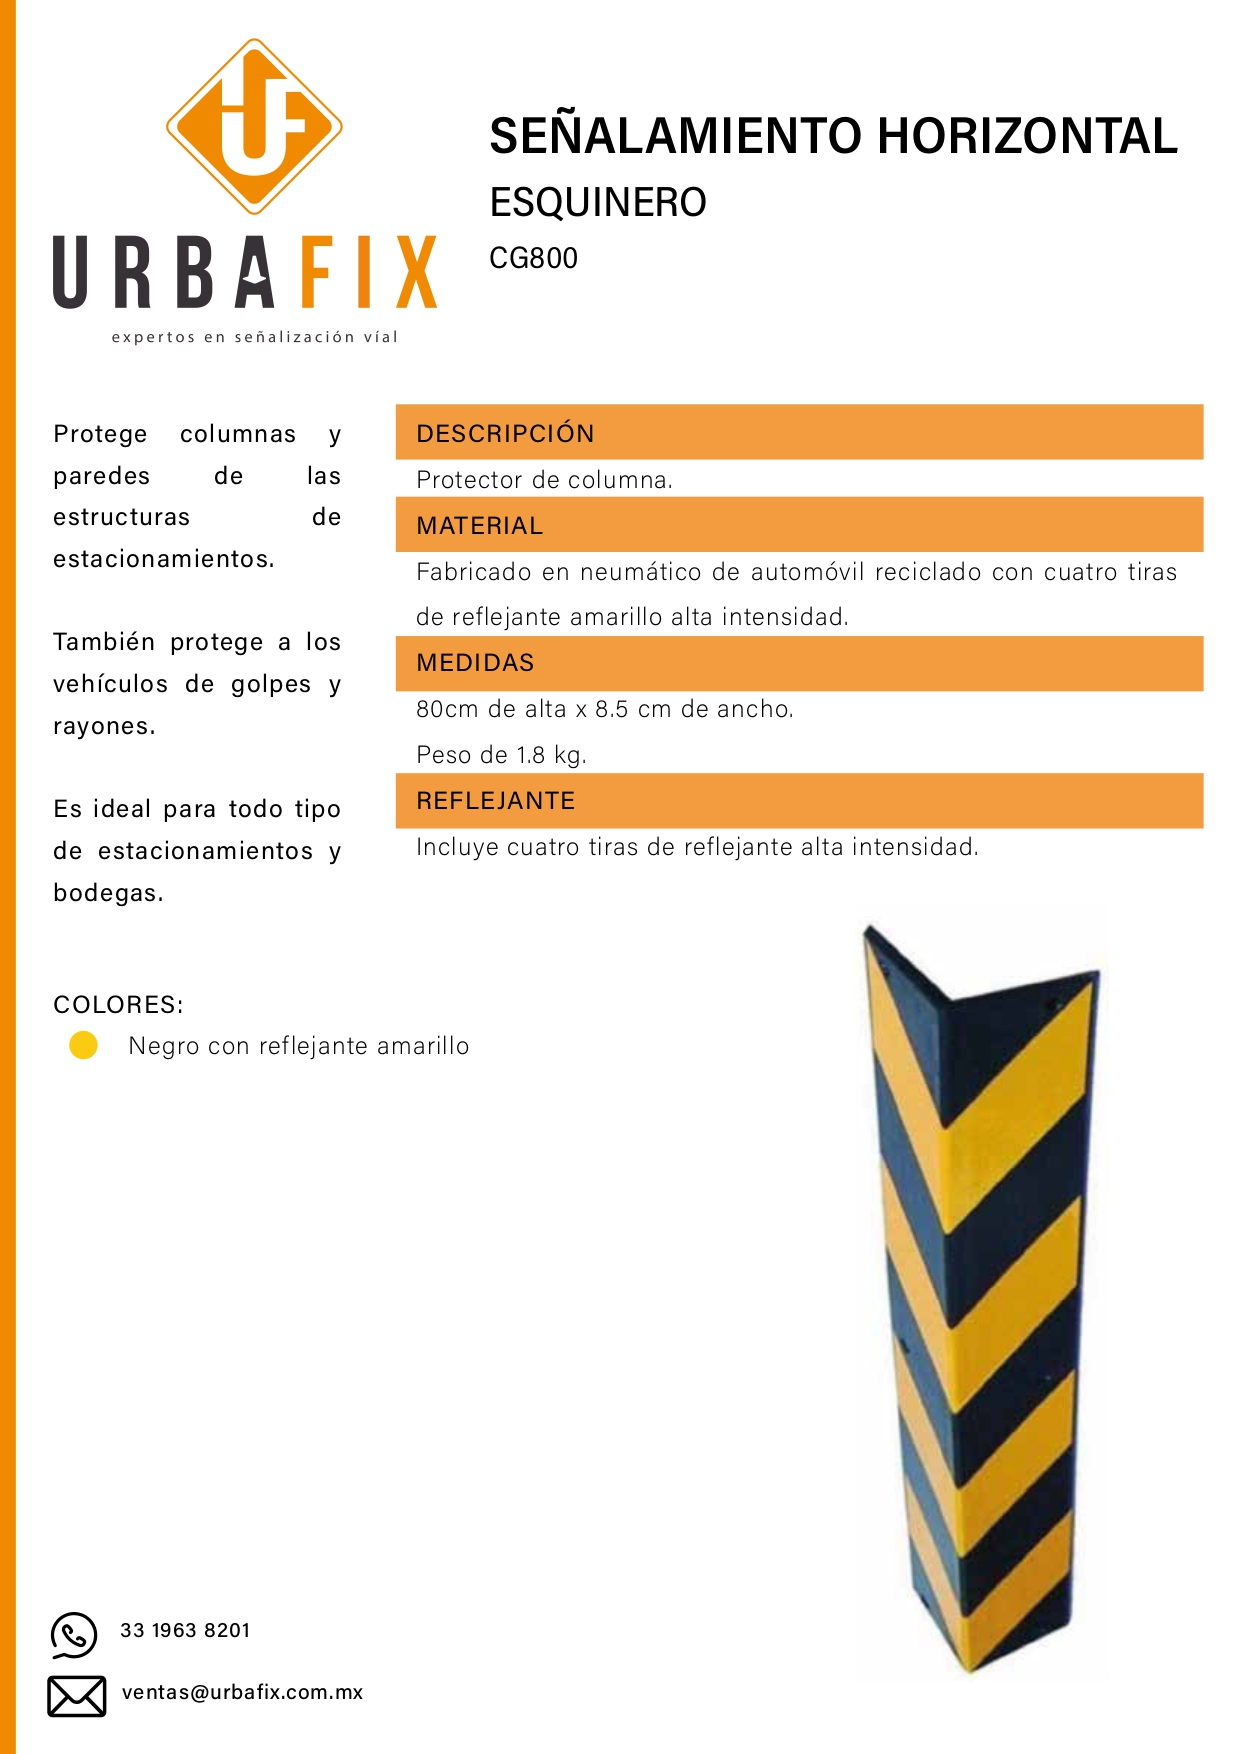 UF
URBAFIX
expertos en señalización víal
SEÑALAMIENTO HORIZONTAL
ESQUINERO
CG800
Protege columnas y
paredes de las
estructuras de
estacionamientos.
También protege a los
vehículos de golpes y
rayones.
Es ideal para todo tipo
de estacionamientos y
bodegas.
DESCRIPCIÓN
Protector de columna.
MATERIAL
Fabricado en neumático de automóvil reciclado con cuatro tiras
de reflejante amarillo alta intensidad.
MEDIDAS
80cm de alta x 8.5 cm de ancho.
Peso de 1.8 kg.
REFLEJANTE
Incluye cuatro tiras de reflejante alta intensidad.
COLORES:
Negro con reflejante amarillo
33 1963 8201
ventas@urbafix.com.mx